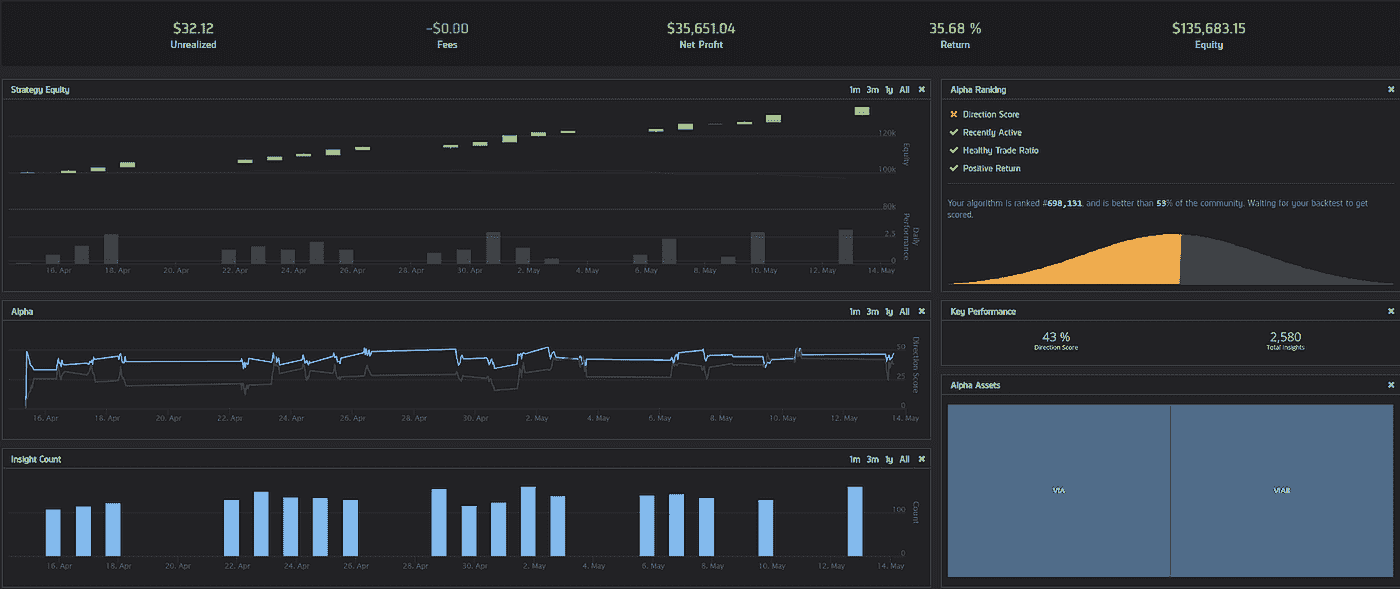 $32.12 -$0.00 $35,651.04 35.68 % $135,683.15
Unrealized Fees Net Profit Return Equity
Strategy Equity 1m 3m 1y All ×
120k
100k
80k
Equity
2.5
0
Daily Performance
16. Apr 18. Apr 20. Apr 22. Apr 24. Apr 26. Apr 28. Apr 30. Apr 2. May 4. May 6. May 8. May 10. May 12. May 14. May
Alpha Ranking ×
Direction Score
Recently Active
Healthy Trade Ratio
Positive Return
Your algorithm is ranked #698,131, and is better than 53% of the community. Waiting for your backtest to get
scored.
Alpha 1m 3m 1y All ×
50
25
0
Direction Score
16. Apr 18. Apr 20. Apr 22. Apr 24. Apr 26. Apr 28. Apr 30. Apr 2. May 4. May 6. May 8. May 10. May 12. May 14. May
Key Performance ×
43 % 2,580
Direction Score Total Insights
Alpha Assets ×
VIA VIAB
Insight Count 1m 3m 1y All ×
100
0
Count
16. Apr 18. Apr 20. Apr 22. Apr 24. Apr 26. Apr 28. Apr 30. Apr 2. May 4. May 6. May 8. May 10. May 12. May 14. May